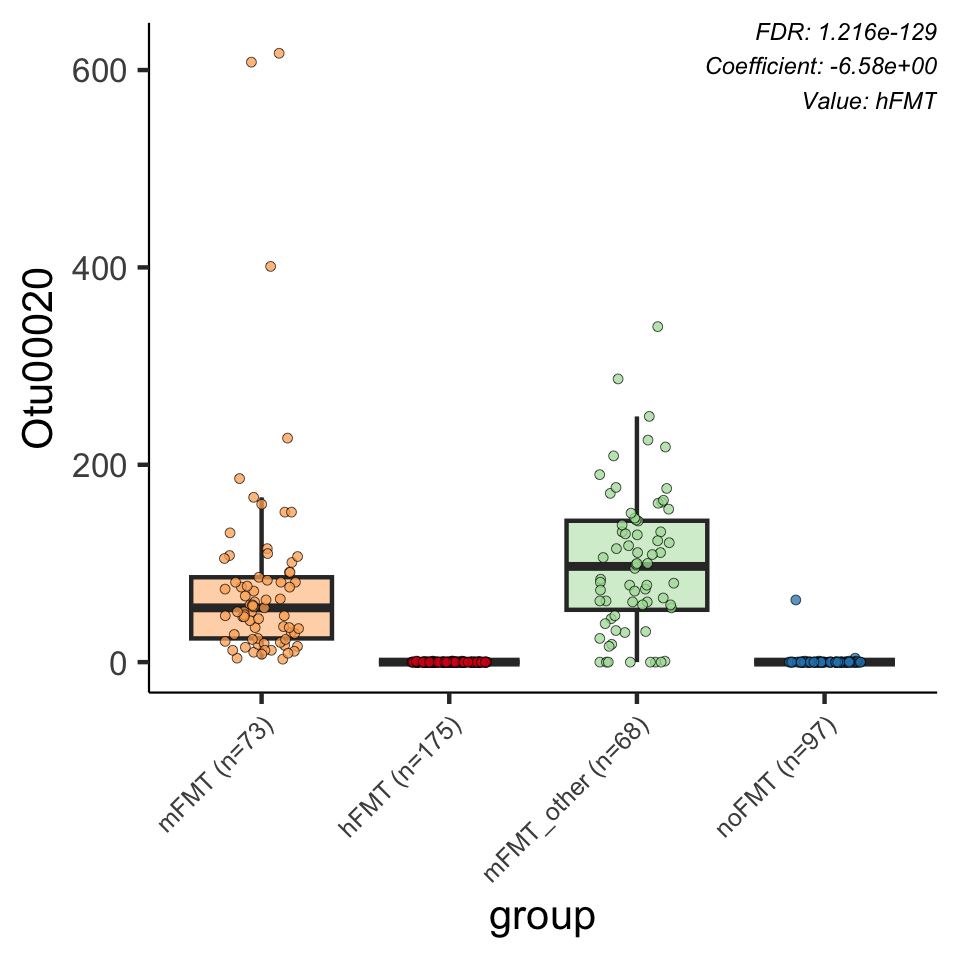 FDR: 1.216e-129
Coefficient: -6.58e+00
Value: hFMT
600
400
200
0
Otu00020
mFMT (n=73)
hFMT (n=175)
mFMT_other (n=68)
noFMT (n=97)
group